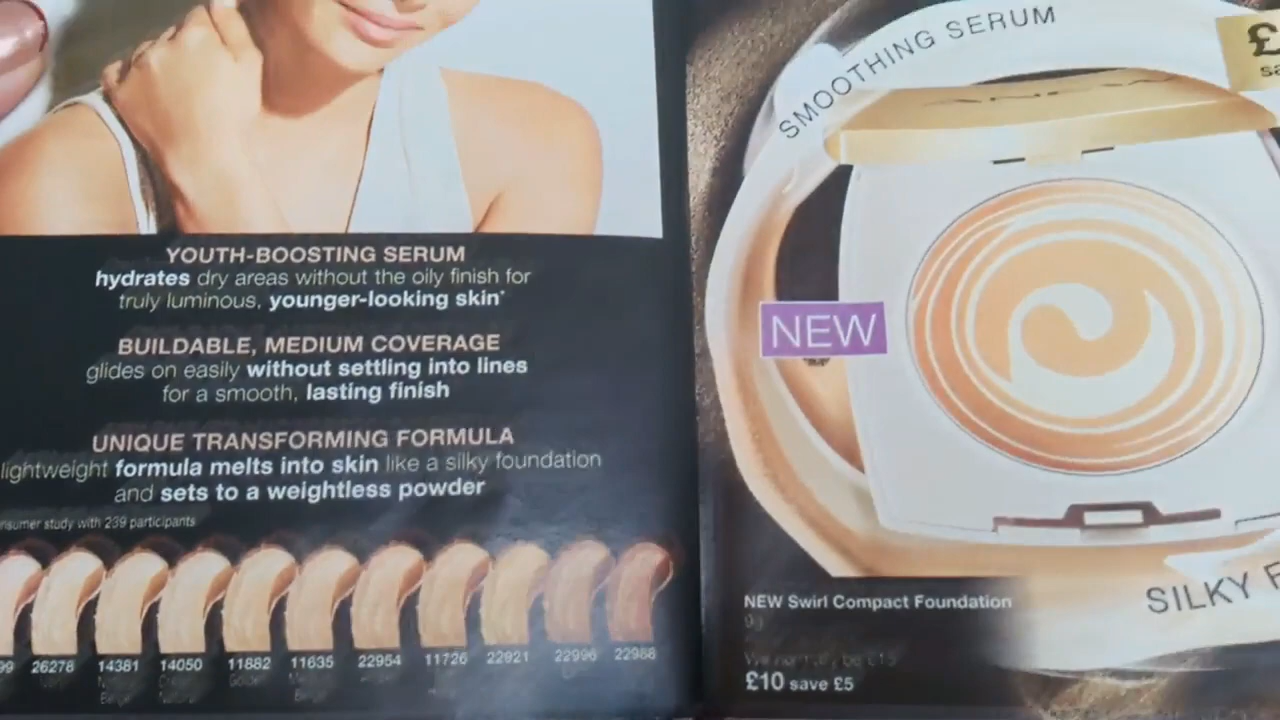 YOUTH-BOOSTING SERUM
hydrates dry areas without the oily finish for
truly luminous, younger-looking skin*
BUILDABLE, MEDIUM COVERAGE
glides on easily without settling into lines
for a smooth, lasting finish
UNIQUE TRANSFORMING FORMULA
lightweight formula melts into skin like a silky foundation
and sets to a weightless powder
study with 239 participants
26278 14381 14050 11882 11635 22954 11726 22921 22996 22988
SMOOTHING SERUM
£
NEW
SILKY
NEW Swirl Compact Foundation
£10 save £5